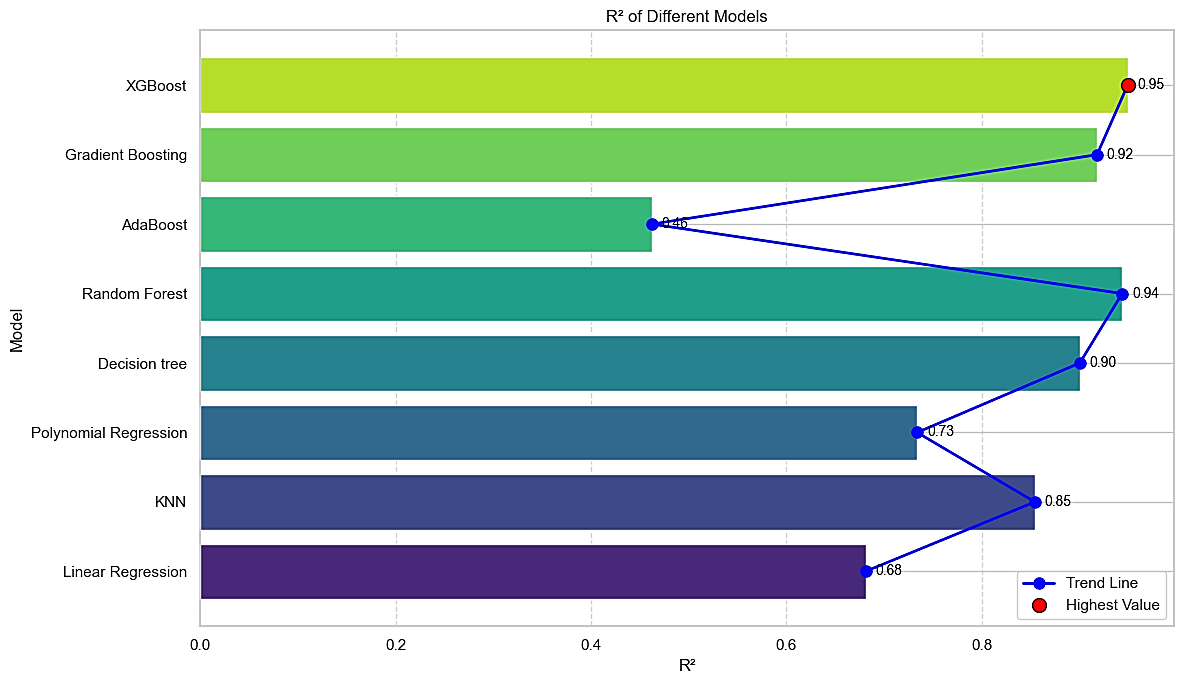 R² of Different Models
Model
XGBoost
0.95
Gradient Boosting
0.92
AdaBoost
0.46
Random Forest
0.94
Decision tree
0.90
Polynomial Regression
0.73
KNN
0.85
Linear Regression
0.68
Trend Line
Highest Value
0.0 0.2 0.4 0.6 0.8
R²